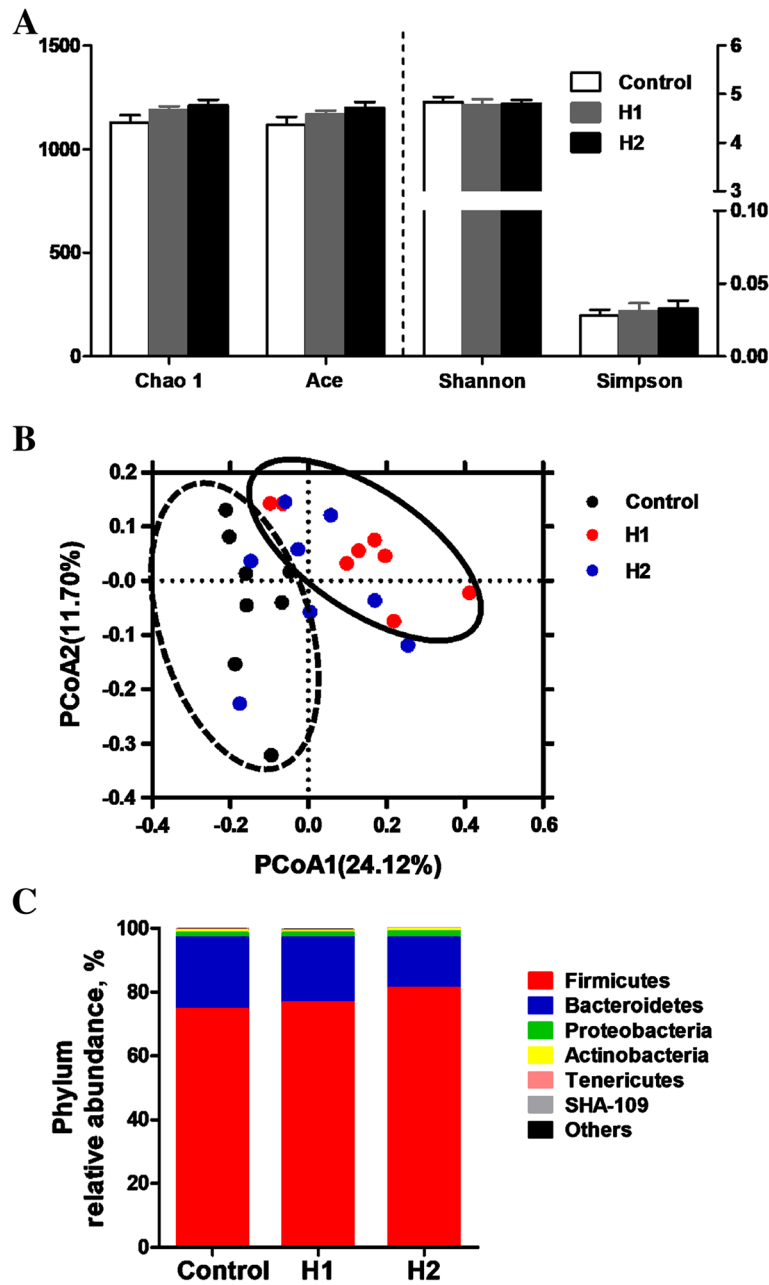 A
1500
1000
500
0
6
5
4
3
0.10
0.05
0.00
Control
H1
H2
Chao 1 Ace Shannon Simpson
B
0.2
0.1
-0.0
-0.1
-0.2
-0.3
-0.4
PCoA2(11.70%)
Control
H1
H2
-0.4 -0.2 0.0 0.2 0.4 0.6
PCoA1(24.12%)
C
100
80
60
40
20
0
Phylum
relative abundance, %
Firmicutes
Bacteroidetes
Proteobacteria
Actinobacteria
Tenericutes
SHA-109
Others
Control H1 H2